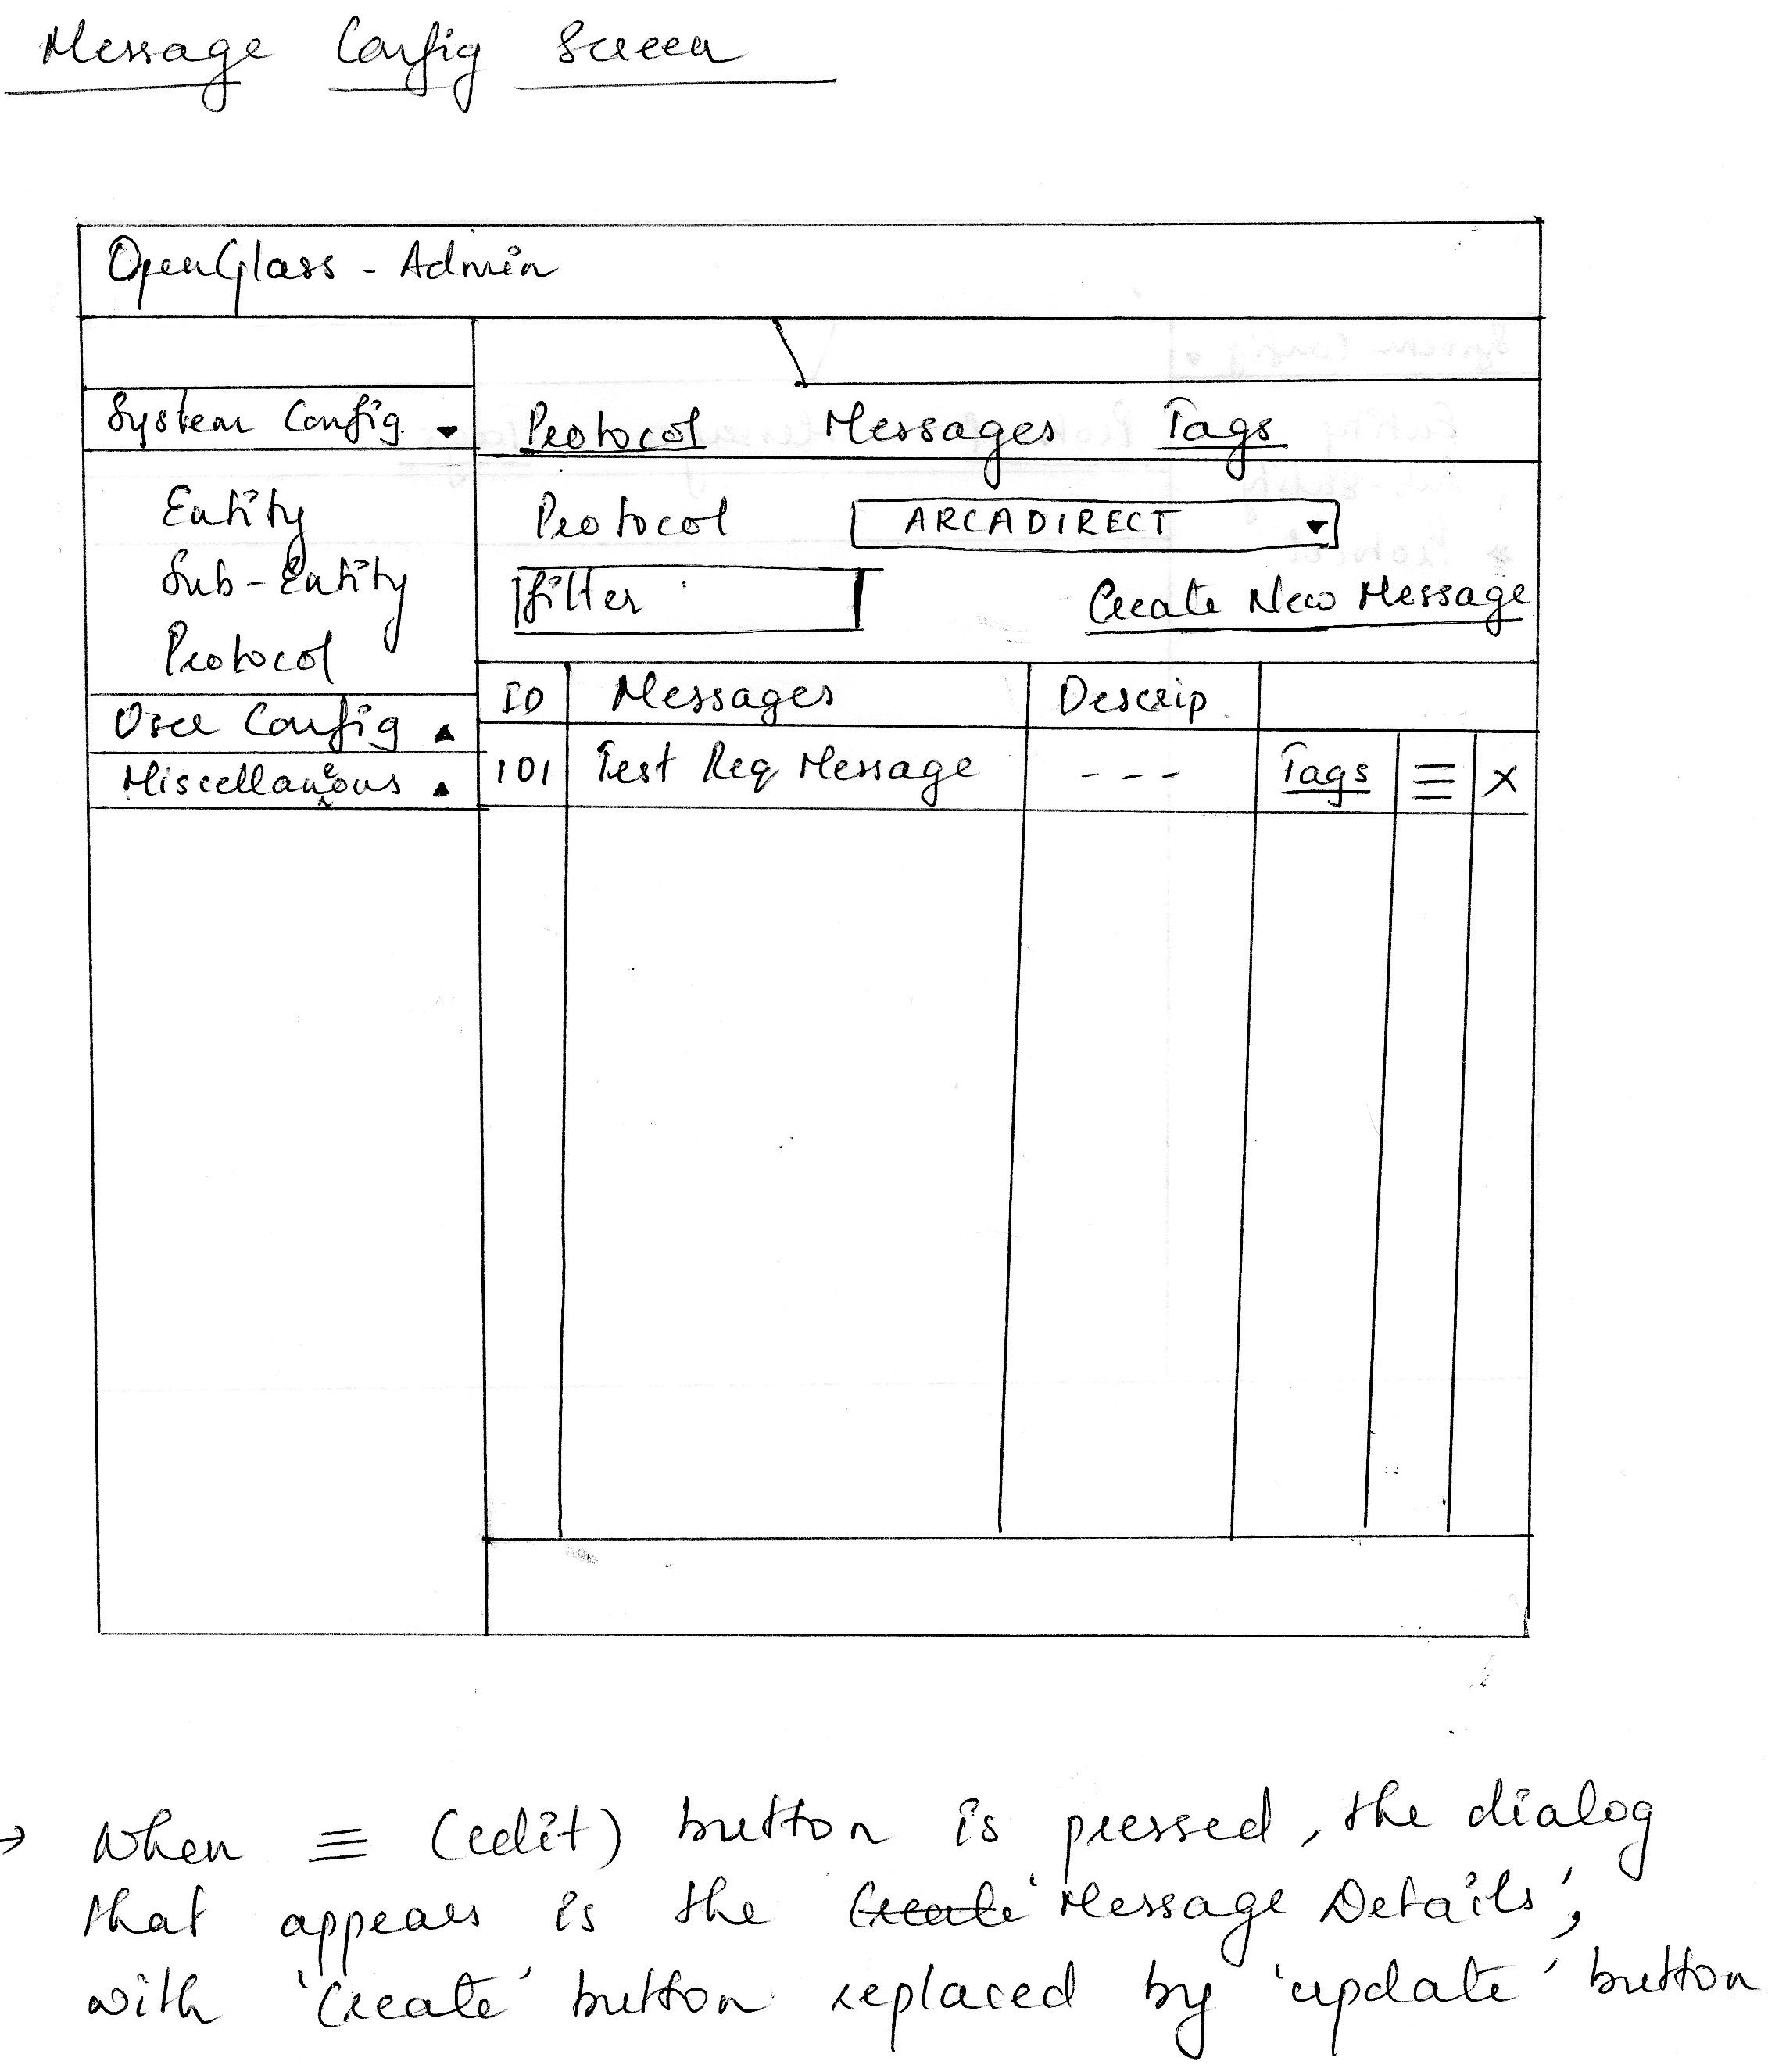 Message Config Screen
OpenGlass - Admin
System Config
Entity
Sub-Entity
Protocol
User Config
Miscellaneous
Protocol Messages Tags
Protocol ARCADIRECT
filter Create New Message
ID Messages Descrip
101 Test Req Message - - - Tags ☰ X
→ When ☰ (edit) button is pressed, the dialog
that appears is the Create 'Message Details',
with 'Create' button replaced by 'update' button